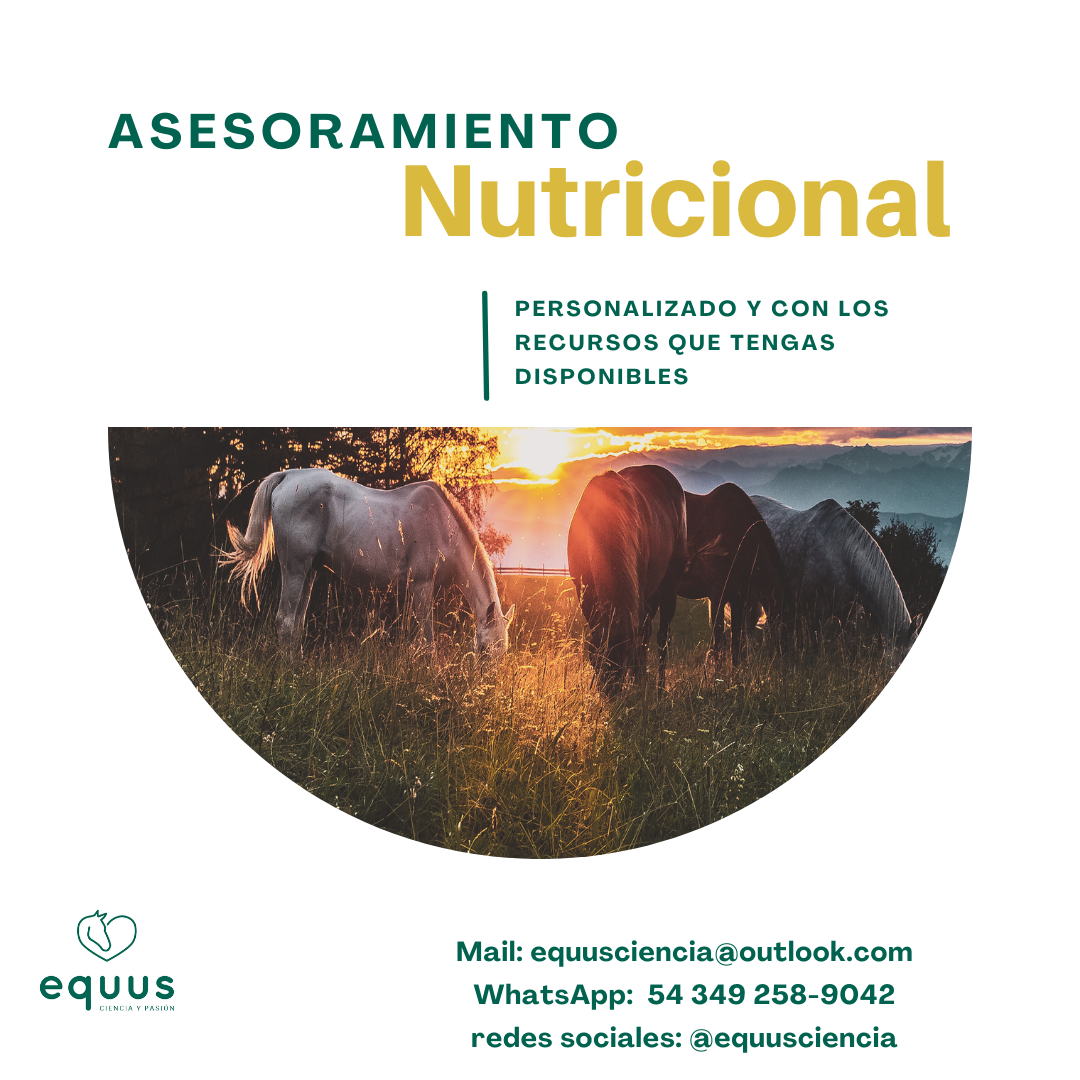 ASESORAMIENTO
Nutricional
PERSONALIZADO Y CON LOS
RECURSOS QUE TENGAS
DISPONIBLES
equus
CIENCIA Y PASIÓN
Mail: equusciencia@outlook.com
WhatsApp:  54 349 258-9042
redes sociales: @equusciencia